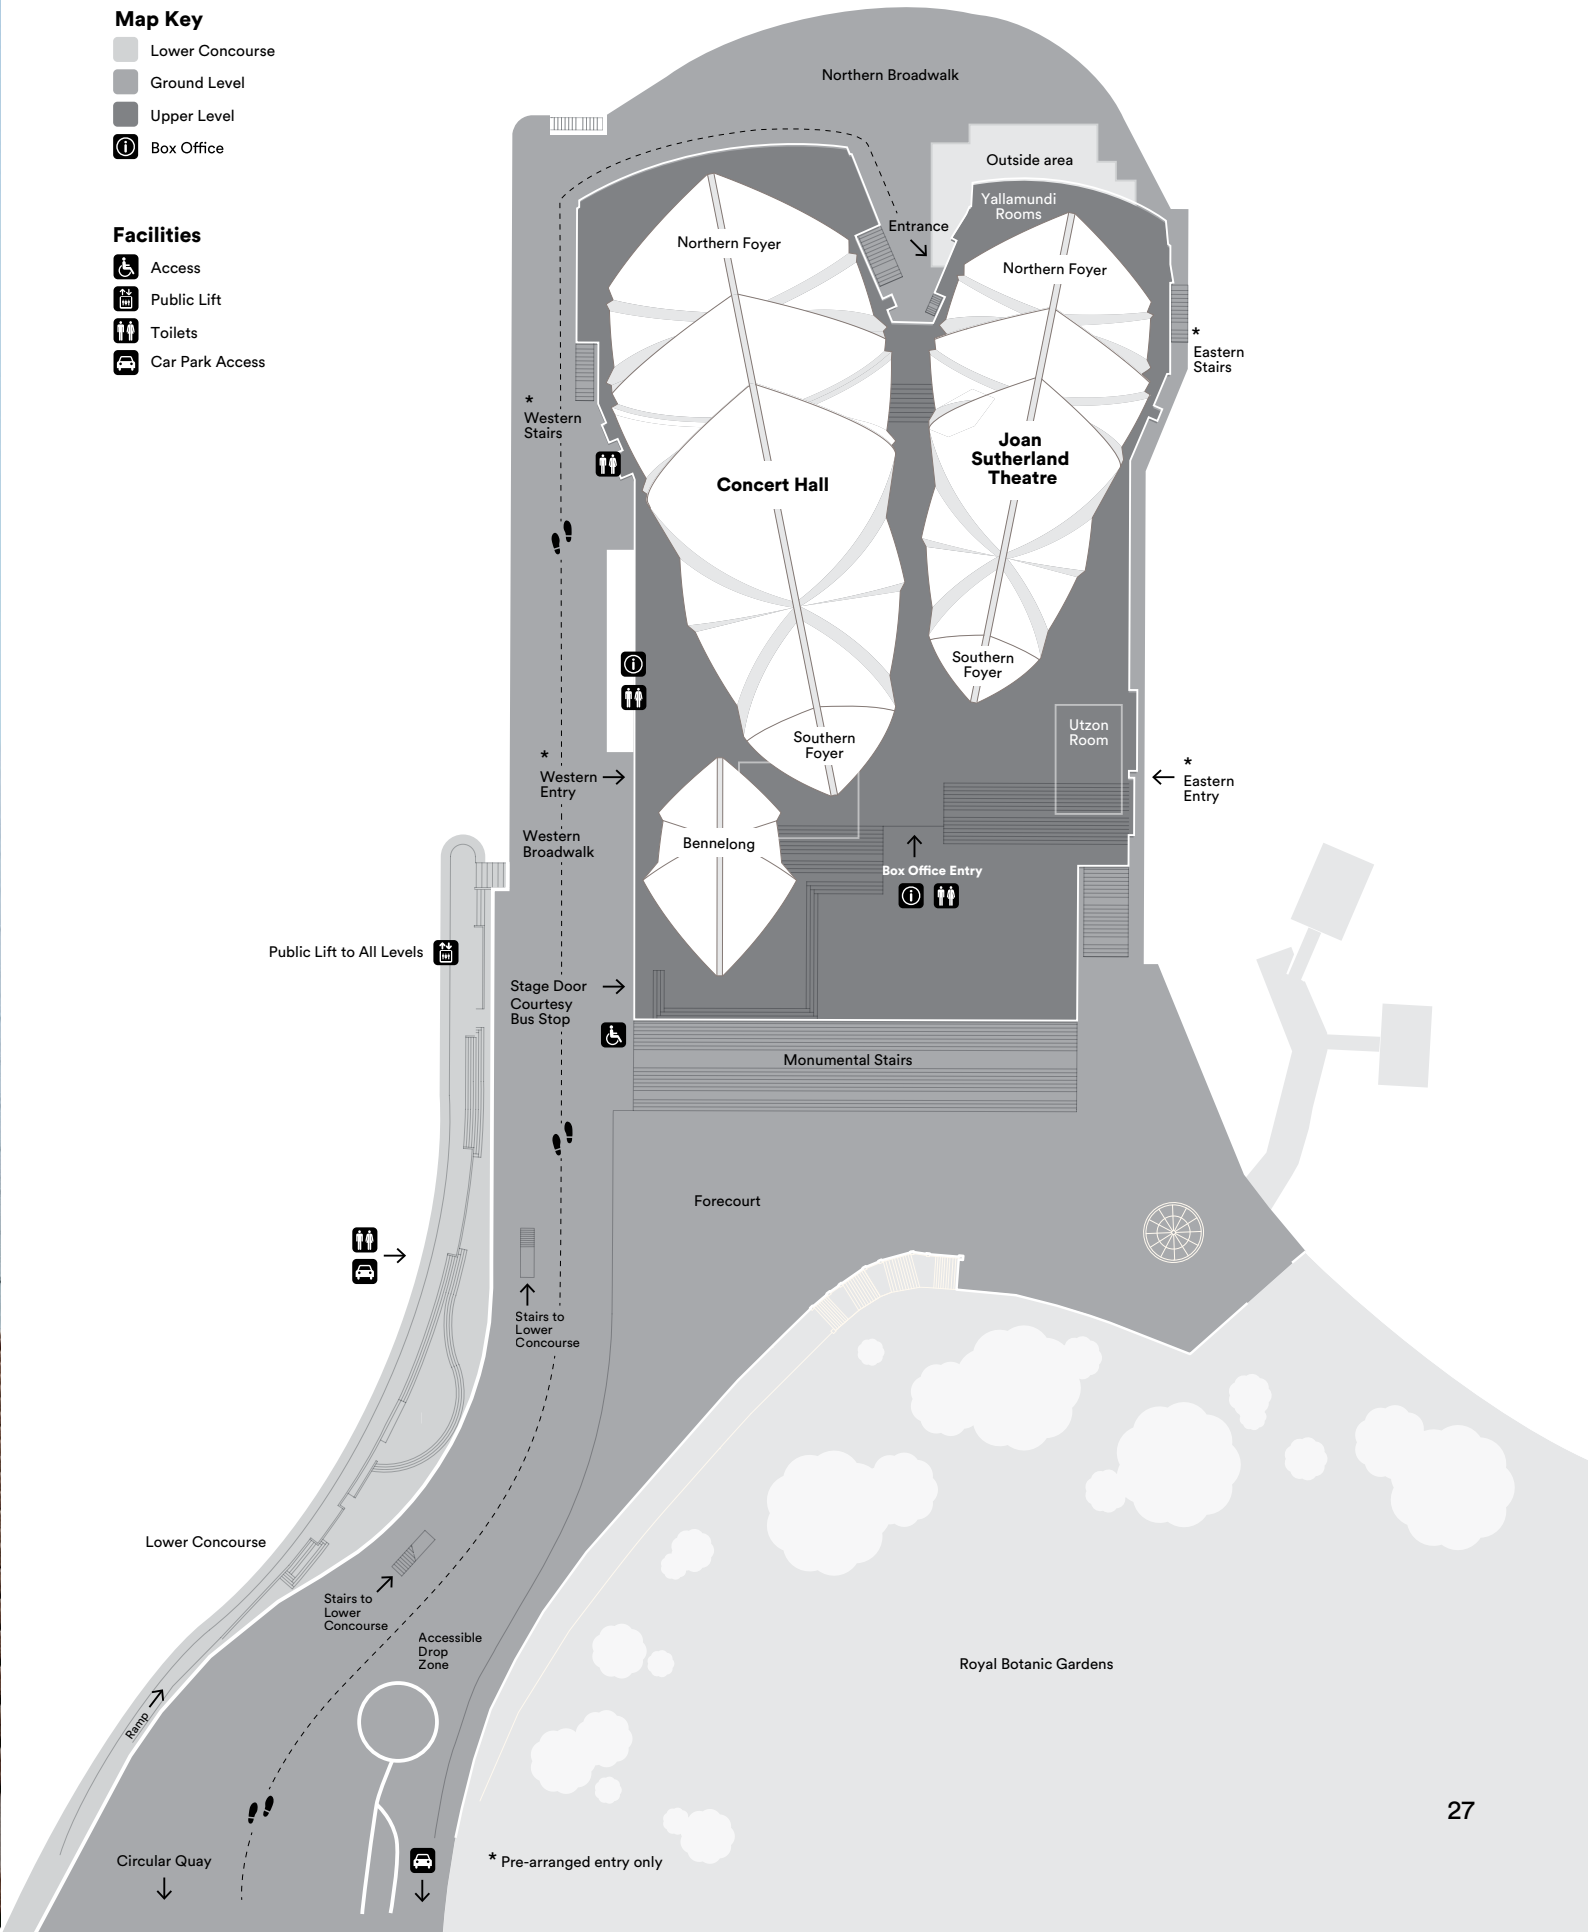 Map Key
Lower Concourse
Ground Level
Upper Level
Box Office
Facilities
Access
Public Lift
Toilets
Car Park Access
Northern Broadwalk
Outside area
Yallamundi
Rooms
Entrance
Northern Foyer
Northern Foyer
*
Eastern
Stairs
*
Western
Stairs
Concert Hall
Joan
Sutherland
Theatre
Southern
Foyer
Southern
Foyer
Utzon
Room
*
Western
Entry
*
Eastern
Entry
Western
Broadwalk
Bennelong
Box Office Entry
Public Lift to All Levels
Stage Door
Courtesy
Bus Stop
Monumental Stairs
Forecourt
Stairs to
Lower
Concourse
Lower Concourse
Stairs to
Lower
Concourse
Accessible
Drop
Zone
Royal Botanic Gardens
Ramp
27
Circular Quay
* Pre-arranged entry only